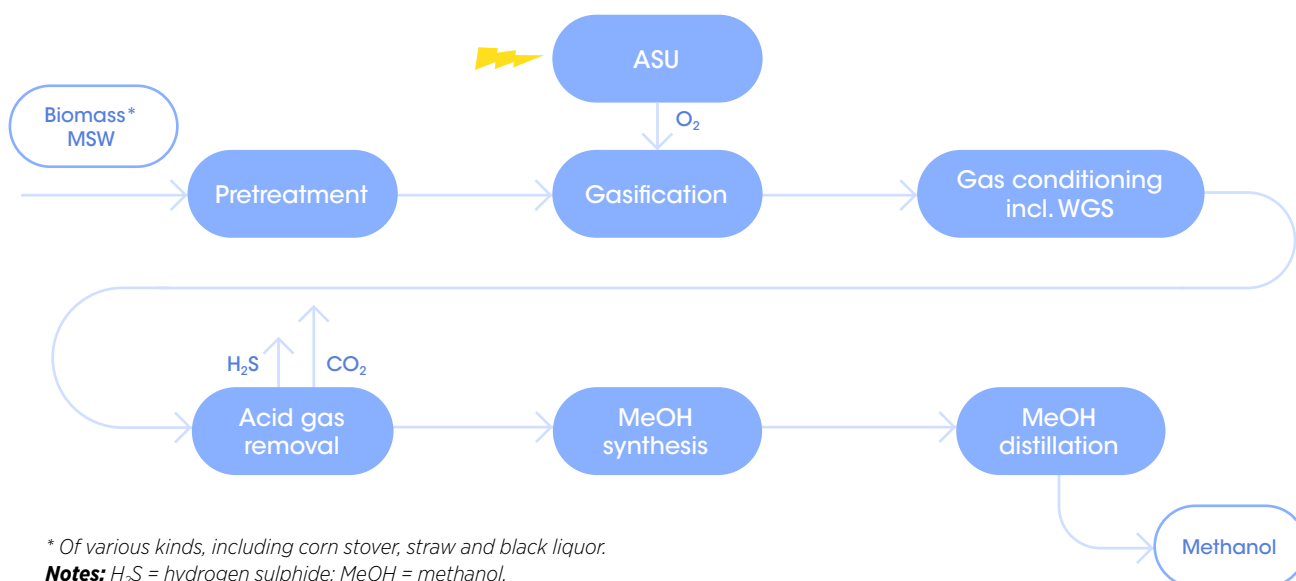 ASU
Biomass*
MSW
O₂
Pretreatment
Gasification
Gas conditioning
incl. WGS
H₂S
CO₂
Acid gas
removal
MeOH
synthesis
MeOH
distillation
Methanol
* Of various kinds, including corn stover, straw and black liquor.
Notes: H₂S = hydrogen sulphide; MeOH = methanol.